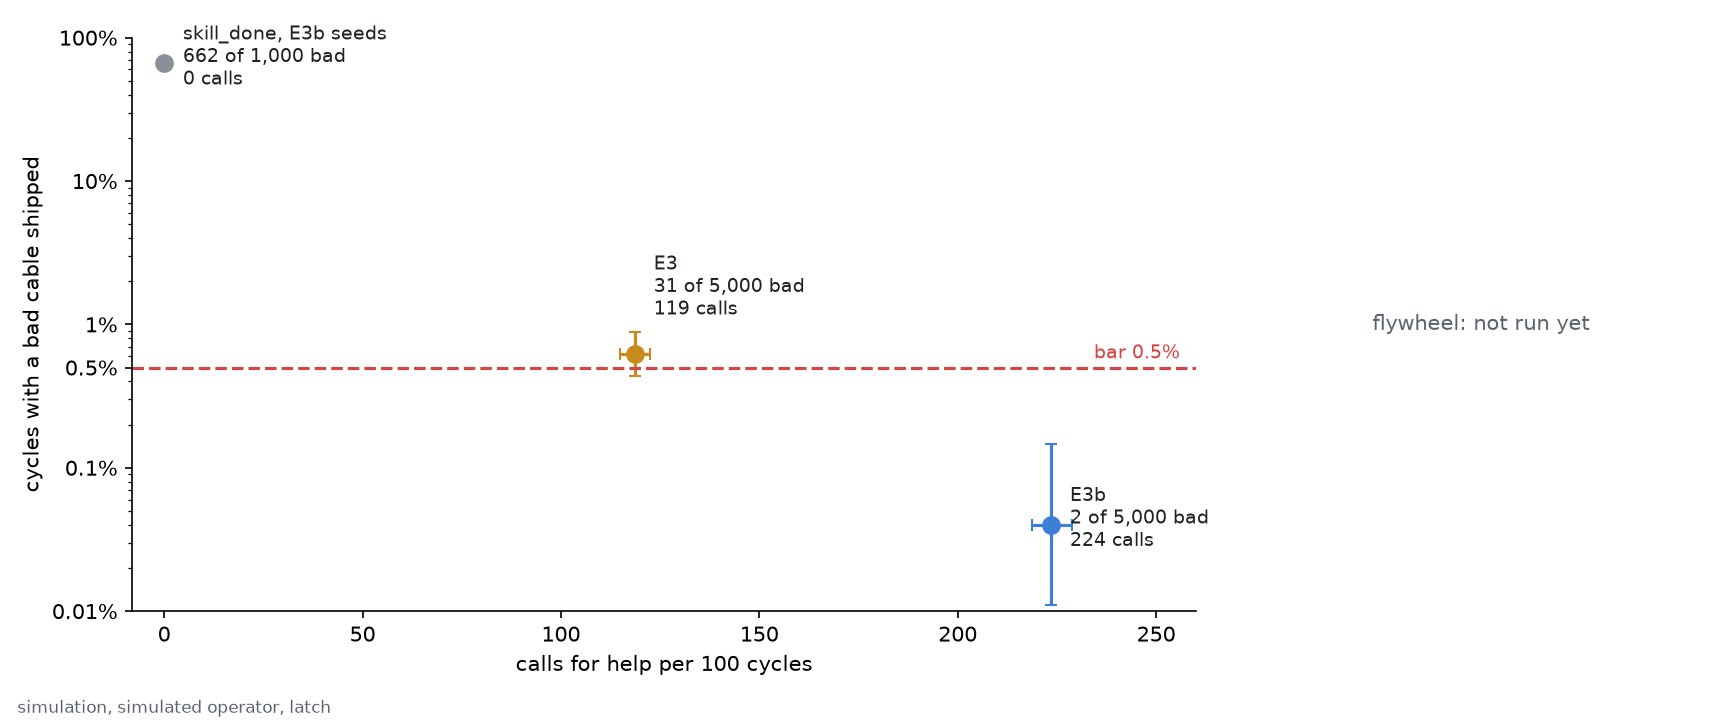 100%
10%
1%
0.5%
0.1%
0.01%
cycles with a bad cable shipped
skill_done, E3b seeds
662 of 1,000 bad
0 calls
E3
31 of 5,000 bad
119 calls
bar 0.5%
flywheel: not run yet
E3b
2 of 5,000 bad
224 calls
0
50
100
150
200
250
calls for help per 100 cycles
simulation, simulated operator, latch